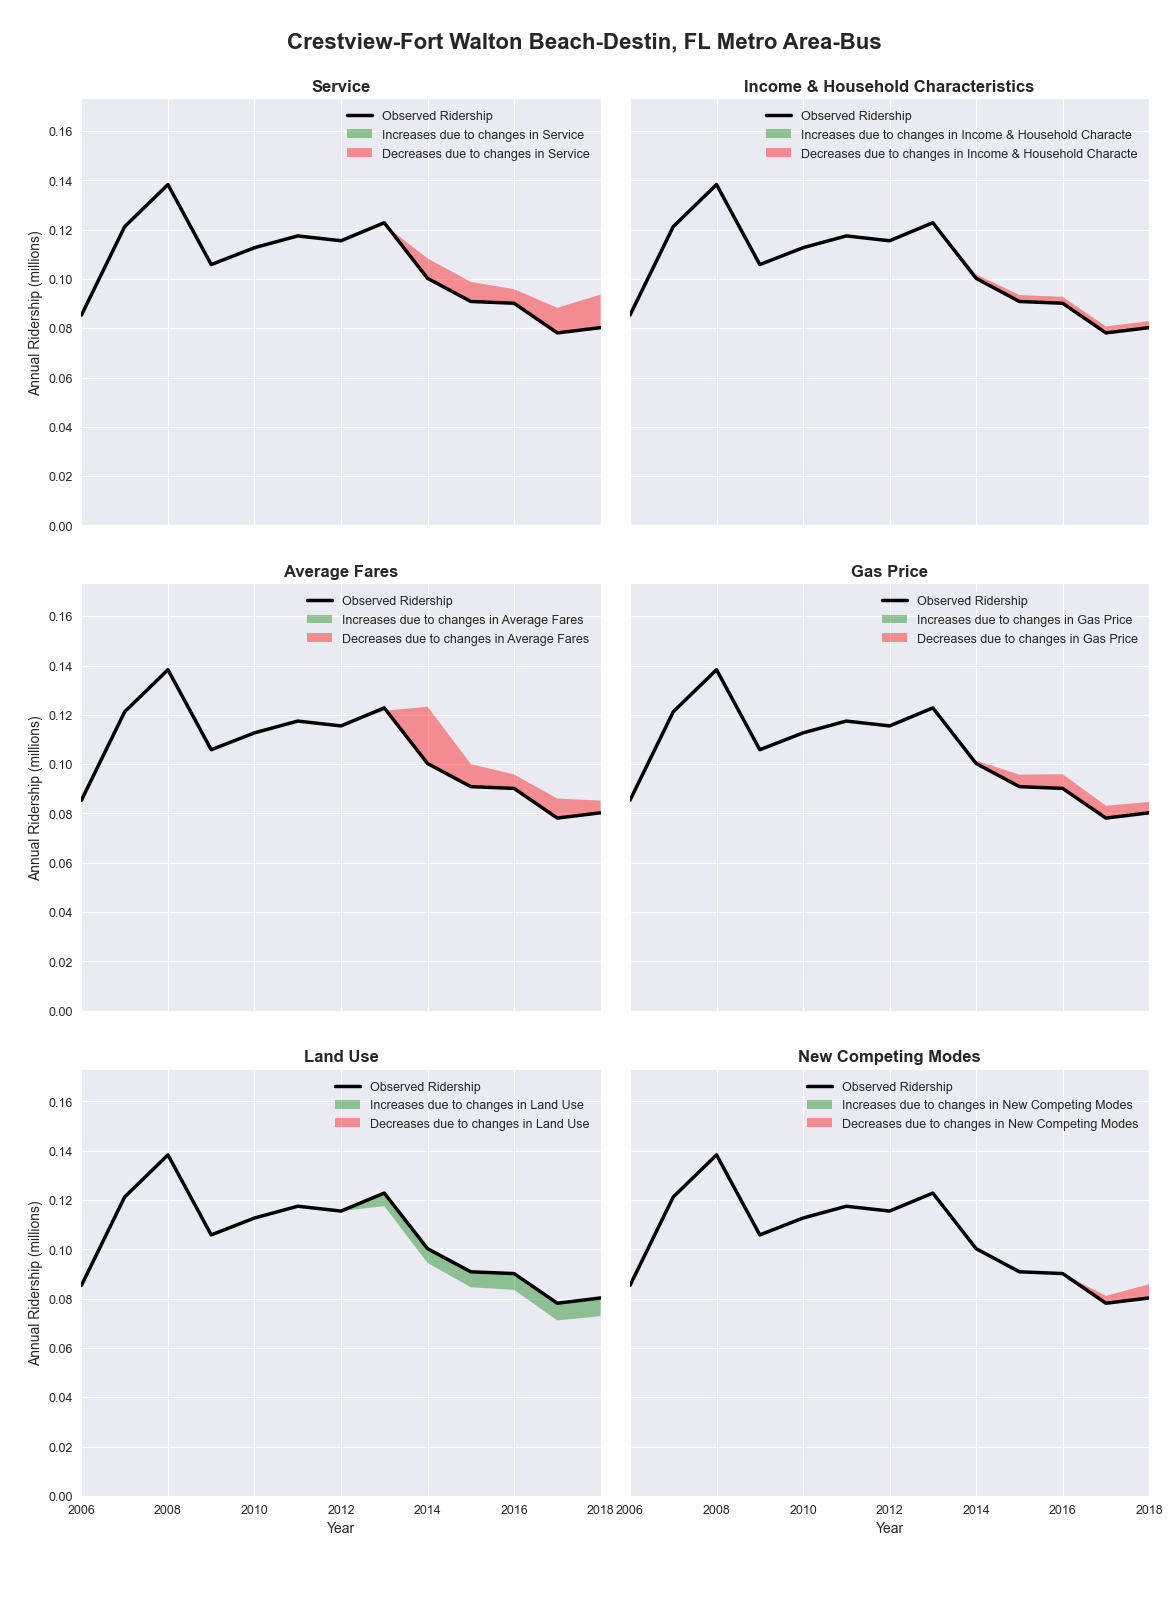 Crestview-Fort Walton Beach-Destin, FL Metro Area-Bus
Service
Observed Ridership
Increases due to changes in Service
Decreases due to changes in Service
0.16
0.14
0.12
0.10
0.08
0.06
0.04
0.02
0.00
Annual Ridership (millions)
Income & Household Characteristics
Observed Ridership
Increases due to changes in Income & Household Characte
Decreases due to changes in Income & Household Characte
Average Fares
Observed Ridership
Increases due to changes in Average Fares
Decreases due to changes in Average Fares
0.16
0.14
0.12
0.10
0.08
0.06
0.04
0.02
0.00
Annual Ridership (millions)
Gas Price
Observed Ridership
Increases due to changes in Gas Price
Decreases due to changes in Gas Price
Land Use
Observed Ridership
Increases due to changes in Land Use
Decreases due to changes in Land Use
0.16
0.14
0.12
0.10
0.08
0.06
0.04
0.02
0.00
Annual Ridership (millions)
2006 2008 2010 2012 2014 2016 2018
Year
New Competing Modes
Observed Ridership
Increases due to changes in New Competing Modes
Decreases due to changes in New Competing Modes
2006 2008 2010 2012 2014 2016 2018
Year